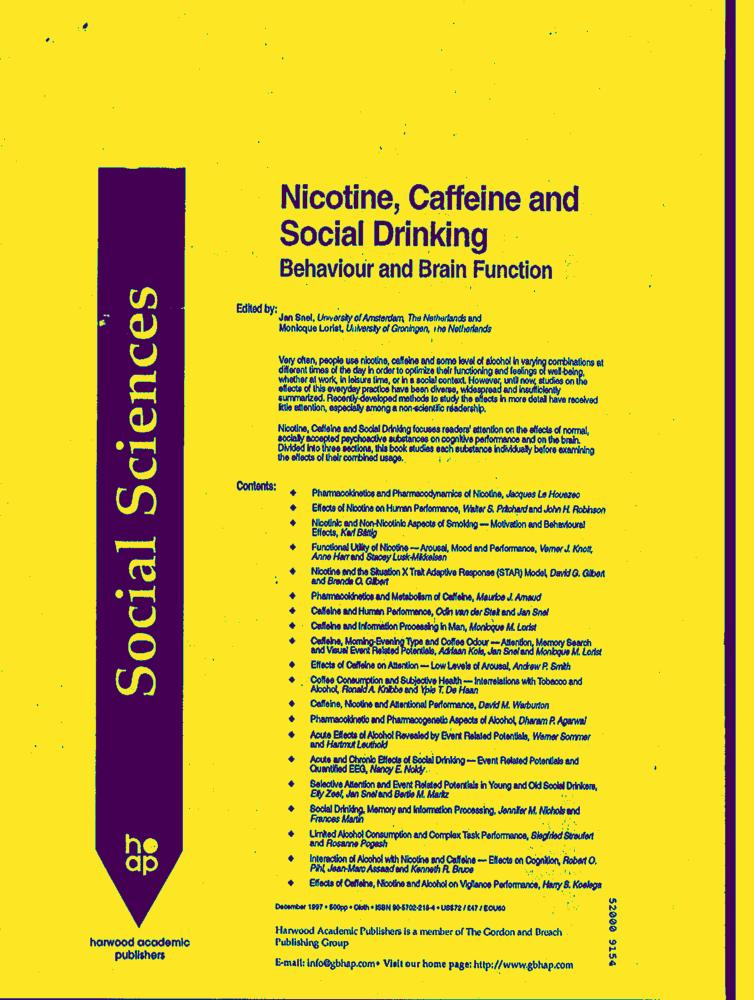 Nicotine, Caffeine and
Social Drinking
Behaviour and Brain Function
Edited by:
Jan Snel, University of Amsterdam, The Netherlands and
Monicque Lorist, University of Groningen, The Netherlands
Very often, people use nicotine, caffeine and some level of alcohol in varying combinations at
different times of the day in order to optimize their functioning and feelings of well-being,
whether at work, in leisure time, or in a social context. However, until now, studies on the
effects of this everyday practice have been diverse, widespread and insufficiently
summarized. Recently-developed methods to study the effects in more detail have received
little attention, especially among a non-scientific readership.
Nicotine, Caffeine and Social Drinking focuses readers' attention on the effects of normal,
socially accepted psychoactive substances on cognitive performance and on the brain.
Divided into three sections, this book studies each substance individually before examining
the effects of their combined usage.
Contents:
♦ Pharmacokinetics and Pharmacodynamics of Nicotine, Jacques Le Houezec
♦ Effects of Nicotine on Human Performance, Walter S. Pritchard and John H. Robinson
♦ Nicotinic and Non-Nicotinic Aspects of Smoking — Motivation and Behavioural
Effects, Karl Bättig
♦ Functional Utility of Nicotine — Arousal, Mood and Performance, Verner J. Knott,
Anne Harr and Stacey Lusk-Mikkelsen
♦ Nicotine and the Situation X Trait Adaptive Response (STAR) Model, David G. Gilbert
and Brenda O. Gilbert
♦ Pharmacokinetics and Metabolism of Caffeine, Maurice J. Arnaud
♦ Caffeine and Human Performance, Odin van der Stelt and Jan Snel
♦ Caffeine and Information Processing in Man, Monicque M. Lorist
♦ Caffeine, Morning-Evening Type and Coffee Odour — Attention, Memory Search
and Visual Event Related Potentials, Adriaan Kole, Jan Snel and Monicque M. Lorist
♦ Effects of Caffeine on Attention — Low Levels of Arousal, Andrew P. Smith
♦ Coffee Consumption and Subjective Health — Interrelations with Tobacco and
Alcohol, Ronald A. Knibbe and Ypie T. De Haan
♦ Caffeine, Nicotine and Attentional Performance, David M. Warburton
♦ Pharmacokinetic and Pharmacogenetic Aspects of Alcohol, Dharam P. Agarwal
♦ Acute Effects of Alcohol Revealed by Event Related Potentials, Werner Sommer
and Hartmut Leuthold
♦ Acute and Chronic Effects of Social Drinking — Event Related Potentials and
Quantified EEG, Nancy E. Noldy
♦ Selective Attention and Event Related Potentials in Young and Old Social Drinkers,
Elly Zeef, Jan Snel and Bertie M. Maritz
♦ Social Drinking, Memory and Information Processing, Jennifer M. Nichols and
Frances Martin
♦ Limited Alcohol Consumption and Complex Task Performance, Siegfried Streufert
and Rosanne Pogash
♦ Interaction of Alcohol with Nicotine and Caffeine — Effects on Cognition, Robert O.
Pihl, Jean-Marc Assaad and Kenneth R. Bruce
♦ Effects of Caffeine, Nicotine and Alcohol on Vigilance Performance, Harry S. Koelega
December 1997 • 500pp • Cloth • ISBN 90-5702-218-4 • US$72 / £47 / ECU60
Harwood Academic Publishers is a member of The Gordon and Breach
Publishing Group
E-mail: info@gbhap.com • Visit our home page: http://www.gbhap.com
Social Sciences
h
ap
harwood academic
publishers
52000 9154